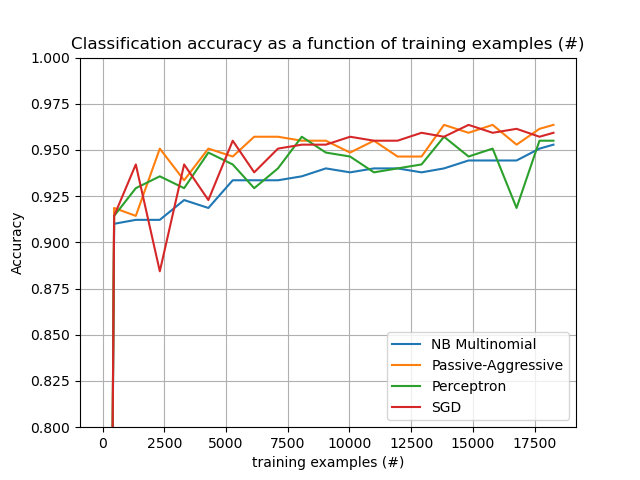 Classification accuracy as a function of training examples (#)
1.000
0.975
0.950
0.925
0.900
0.875
0.850
0.825
0.800
Accuracy
NB Multinomial
Passive-Aggressive
Perceptron
SGD
0 2500 5000 7500 10000 12500 15000 17500
training examples (#)